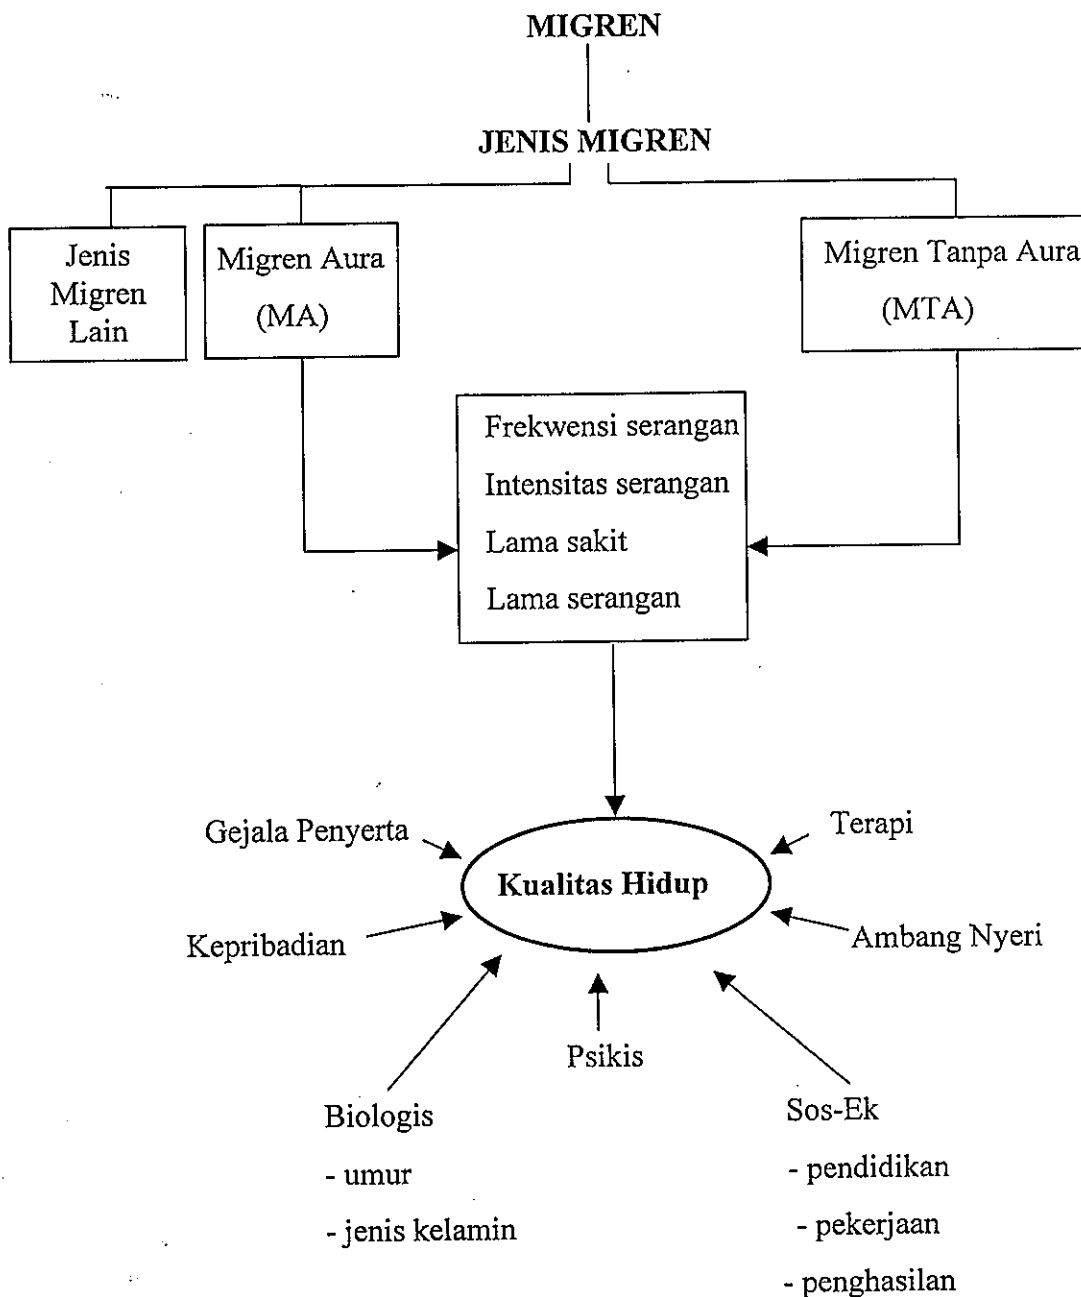 MIGREN
JENIS MIGREN
Jenis
Migren
Lain
Migren Aura
(MA)
Migren Tanpa Aura
(MTA)
Frekwensi serangan
Intensitas serangan
Lama sakit
Lama serangan
Gejala Penyerta
Terapi
Kualitas Hidup
Kepribadian
Ambang Nyeri
Psikis
Biologis
- umur
- jenis kelamin
Sos-Ek
- pendidikan
- pekerjaan
- penghasilan